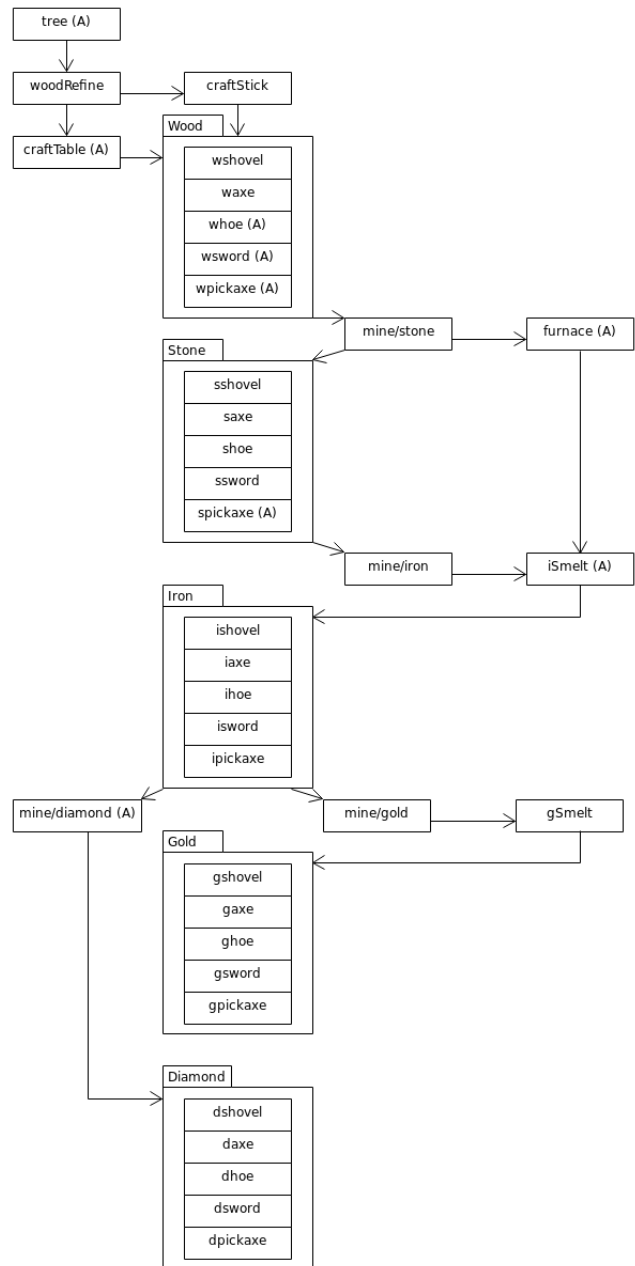 tree (A)
woodRefine
craftStick
craftTable (A)
Wood
wshovel
waxe
whoe (A)
wsword (A)
wpickaxe (A)
mine/stone
furnace (A)
Stone
sshovel
saxe
shoe
ssword
spickaxe (A)
mine/iron
iSmelt (A)
Iron
ishovel
iaxe
ihoe
isword
ipickaxe
mine/diamond (A)
mine/gold
gSmelt
Gold
gshovel
gaxe
ghoe
gsword
gpickaxe
Diamond
dshovel
daxe
dhoe
dsword
dpickaxe